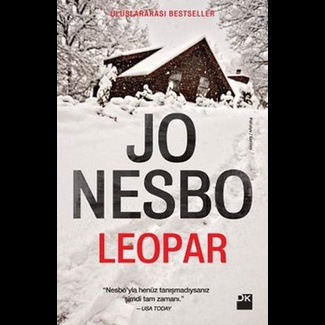 ULUSLARARASI BESTSELLER
JO
NESBO
LEOPAR
“Nesbo’yla henüz tanışmadıysanız
şimdi tam zamanı.”
—USA TODAY
DK